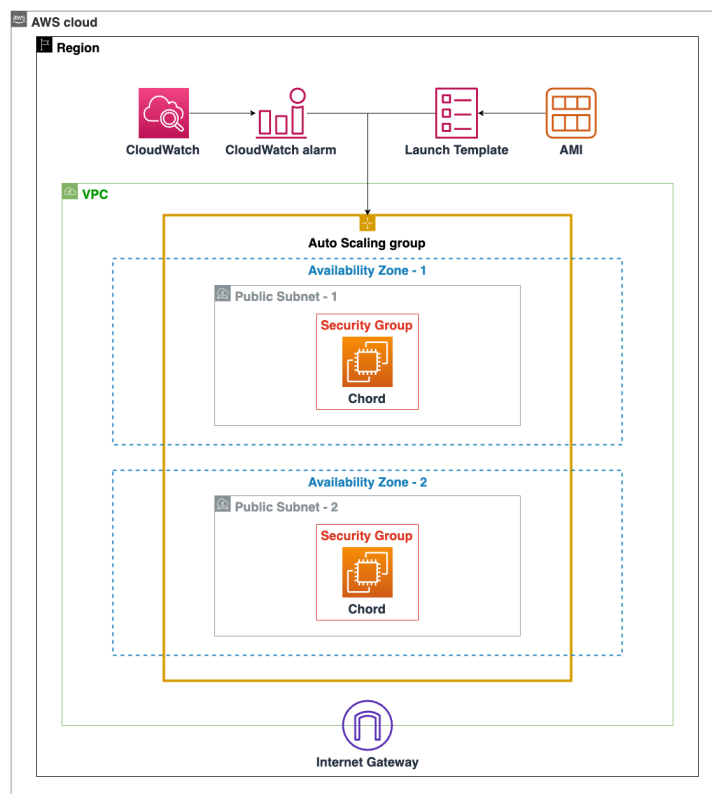 aws
AWS cloud
Region
CloudWatch
CloudWatch alarm
Launch Template
AMI
VPC
Auto Scaling group
Availability Zone - 1
Public Subnet - 1
Security Group
Chord
Availability Zone - 2
Public Subnet - 2
Security Group
Chord
Internet Gateway